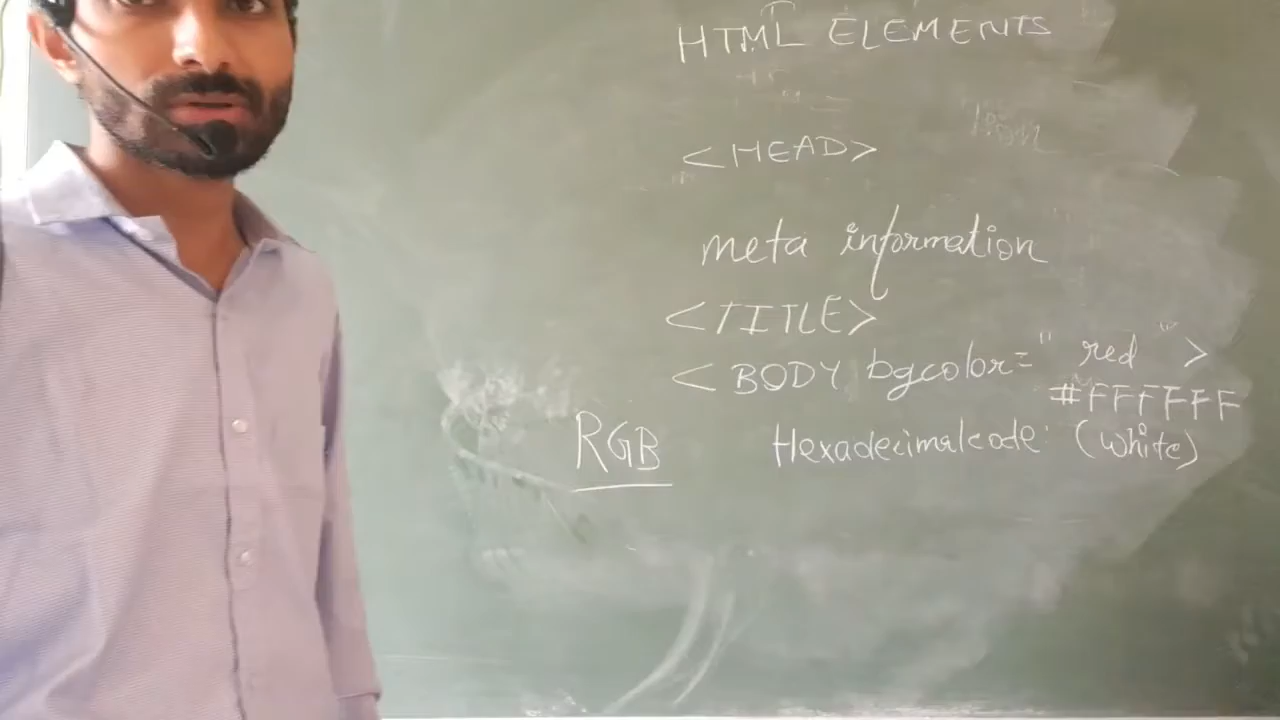 HTML ELEMENTS
<HEAD>
meta information
<TITLE>
<BODY bgcolor="red">
#FFFFFF
RGB
Hexadecimalcode: (white)